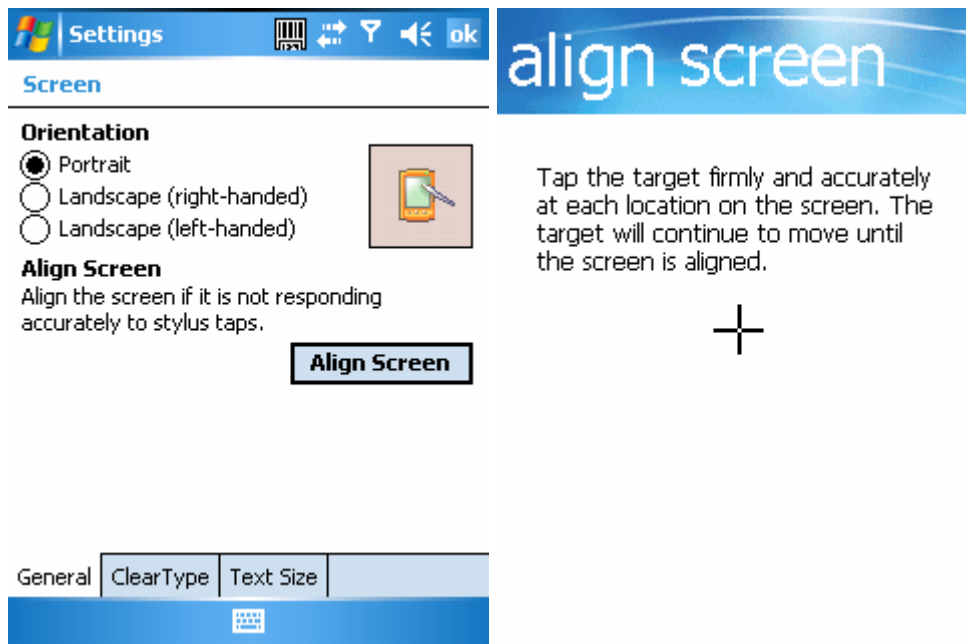 Settings
ok
Screen
Orientation
Portrait
Landscape (right-handed)
Landscape (left-handed)
Align Screen
Align the screen if it is not responding
accurately to stylus taps.
Align Screen
General
ClearType
Text Size
align screen
Tap the target firmly and accurately
at each location on the screen. The
target will continue to move until
the screen is aligned.